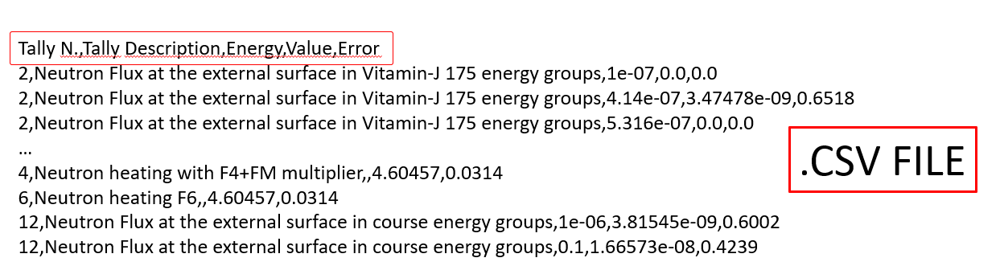 Tally N.,Tally Description,Energy,Value,Error
2,Neutron Flux at the external surface in Vitamin-J 175 energy groups,1e-07,0.0,0.0
2,Neutron Flux at the external surface in Vitamin-J 175 energy groups,4.14e-07,3.47478e-09,0.6518
2,Neutron Flux at the external surface in Vitamin-J 175 energy groups,5.316e-07,0.0,0.0
...
.CSV FILE
4,Neutron heating with F4+FM multiplier,,4.60457,0.0314
6,Neutron heating F6,,4.60457,0.0314
12,Neutron Flux at the external surface in course energy groups,1e-06,3.81545e-09,0.6002
12,Neutron Flux at the external surface in course energy groups,0.1,1.66573e-08,0.4239